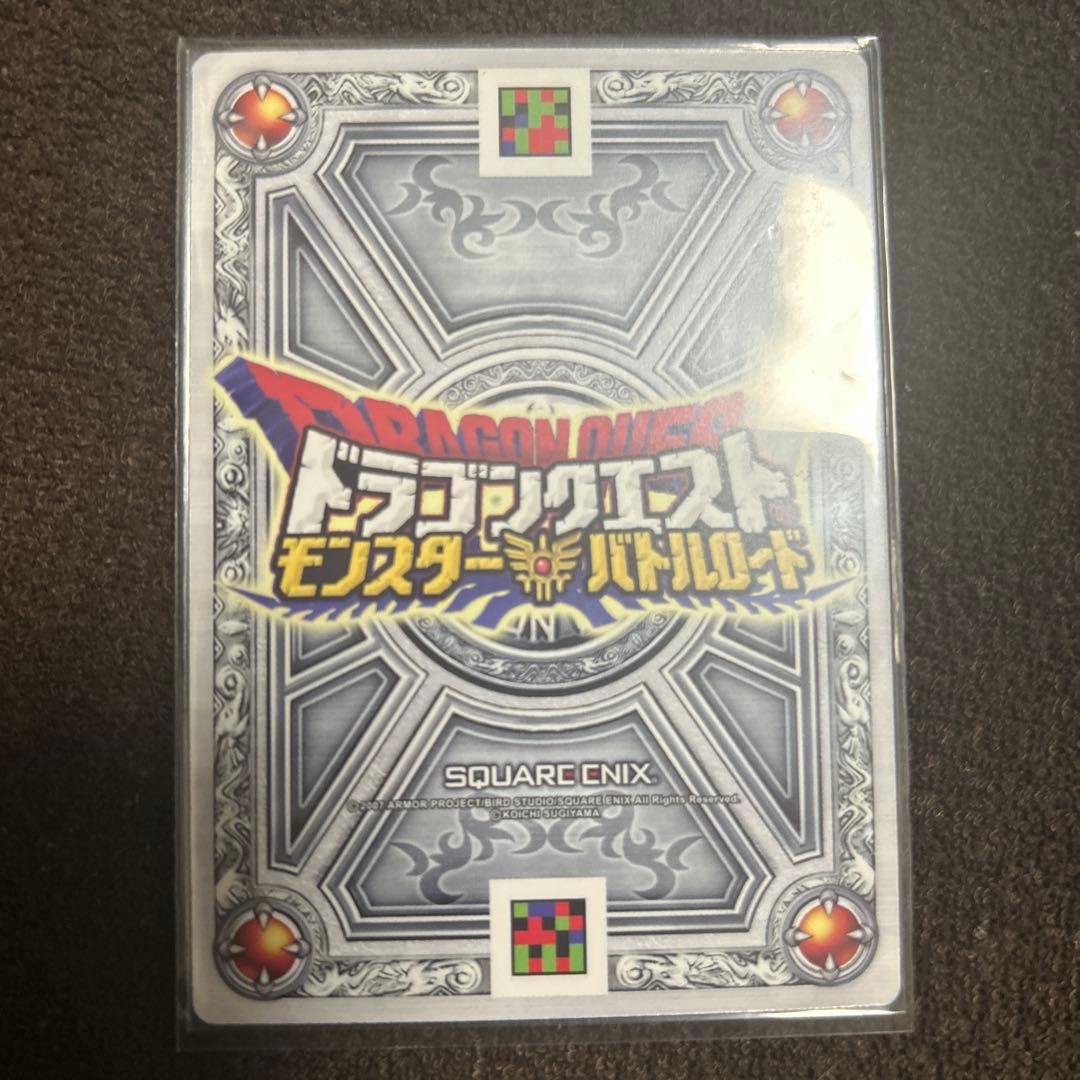 DRAGON QUEST
ドラゴンクエスト
モンスター バトルロード
SQUARE ENIX
©2007 ARMOR PROJECT/BIRD STUDIO/SQUARE ENIX All Rights Reserved.
©KOICHI SUGIYAMA